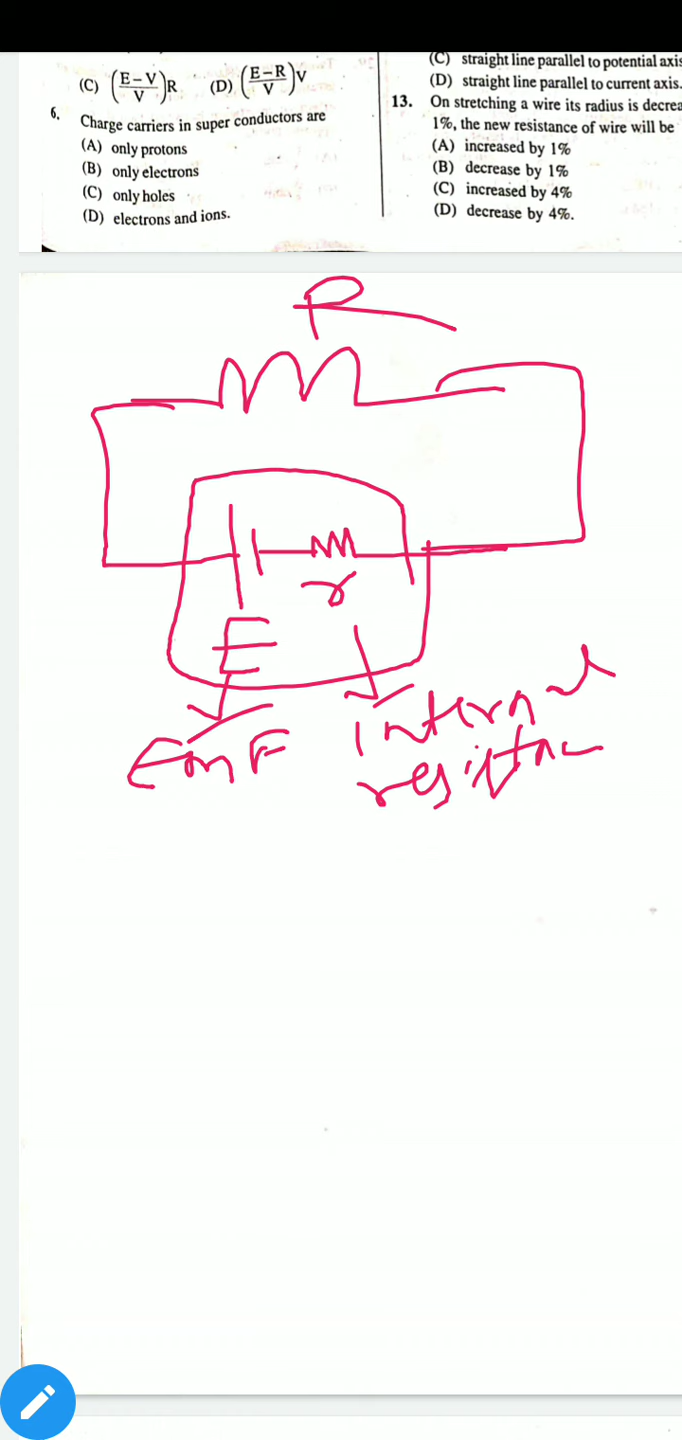 (C) (E−V/V)R (D) (E−R/V)V
6. Charge carriers in super conductors are
(A) only protons
(B) only electrons
(C) only holes
(D) electrons and ions.
(C) straight line parallel to potential axis
(D) straight line parallel to current axis.
13. On stretching a wire its radius is decrea
1%, the new resistance of wire will be
(A) increased by 1%
(B) decrease by 1%
(C) increased by 4%
(D) decrease by 4%.
R
r
E
EmF
Internal
resistac